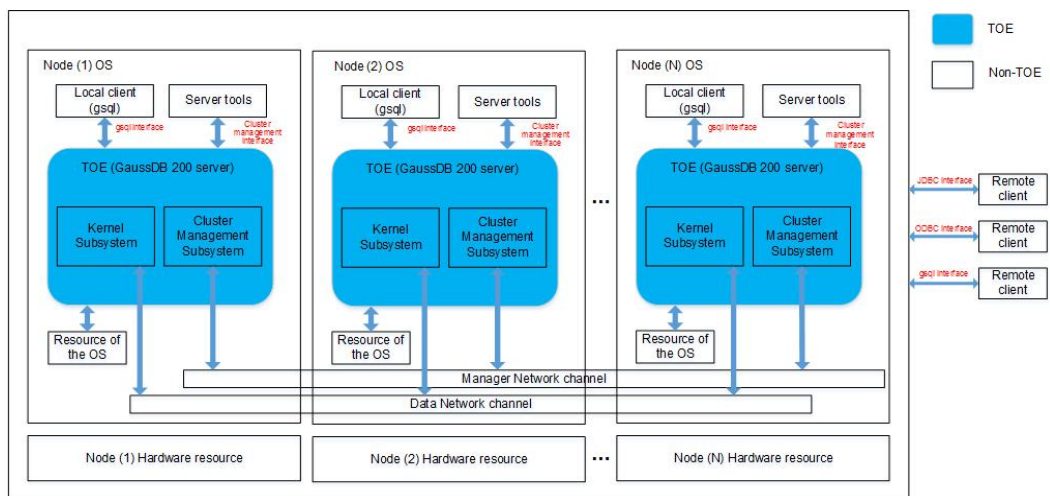 TOE
Non-TOE
Node (1) OS
Local client
(gsql)
Server tools
gsql interface
Cluster
management
interface
TOE (GaussDB 200 server)
Kernel
Subsystem
Cluster
Management
Subsystem
Resource of
the OS
Node (2) OS
Local client
(gsql)
Server tools
gsql interface
Cluster
management
interface
TOE (GaussDB 200 server)
Kernel
Subsystem
Cluster
Management
Subsystem
Resource of
the OS
...
Node (N) OS
Local client
(gsql)
Server tools
gsql interface
Cluster
management
interface
TOE (GaussDB 200 server)
Kernel
Subsystem
Cluster
Management
Subsystem
Resource of
the OS
JDBC interface
Remote
client
ODBC interface
Remote
client
gsql interface
Remote
client
Manager Network channel
Data Network channel
Node (1) Hardware resource
Node (2) Hardware resource
...
Node (N) Hardware resource